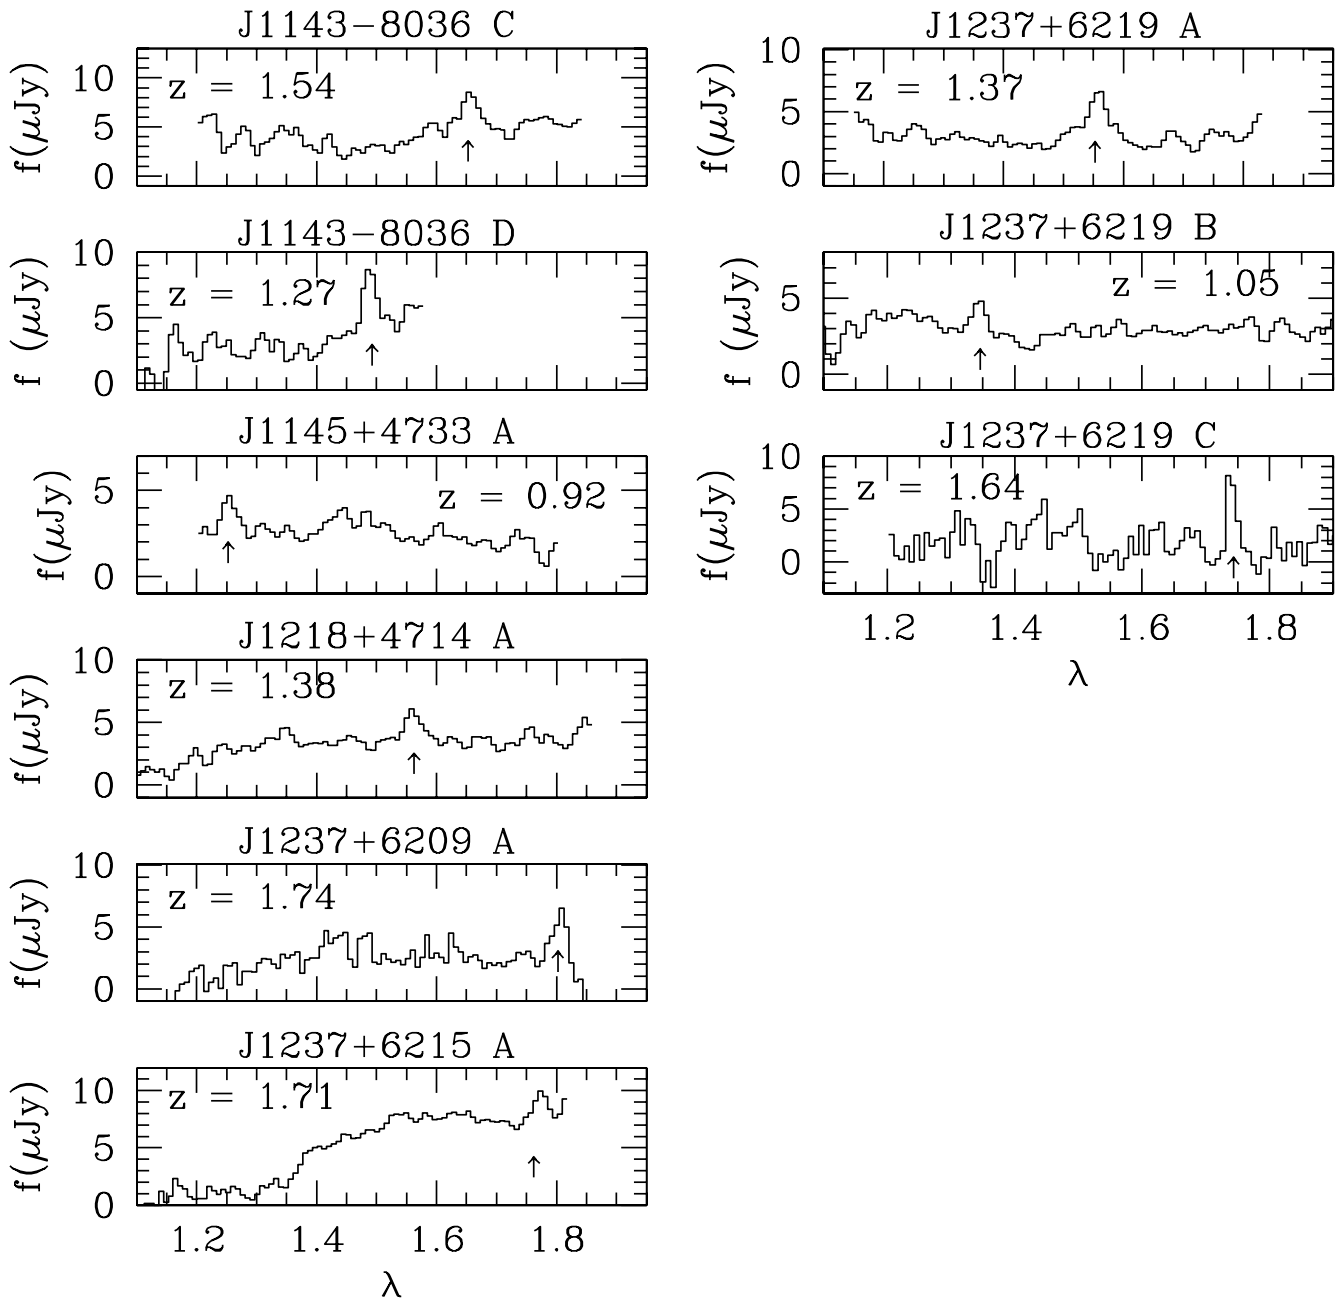 J1143−8036 C
f(μJy)
10
5
0
z = 1.54
J1143−8036 D
f (μJy)
10
5
0
z = 1.27
J1145+4733 A
f(μJy)
5
0
z = 0.92
J1218+4714 A
f(μJy)
10
5
0
z = 1.38
J1237+6209 A
f(μJy)
10
5
0
z = 1.74
J1237+6215 A
f(μJy)
10
5
0
z = 1.71
1.2 1.4 1.6 1.8
λ
J1237+6219 A
f(μJy)
10
5
0
z = 1.37
J1237+6219 B
f (μJy)
5
0
z = 1.05
J1237+6219 C
f(μJy)
10
5
0
z = 1.64
1.2 1.4 1.6 1.8
λ